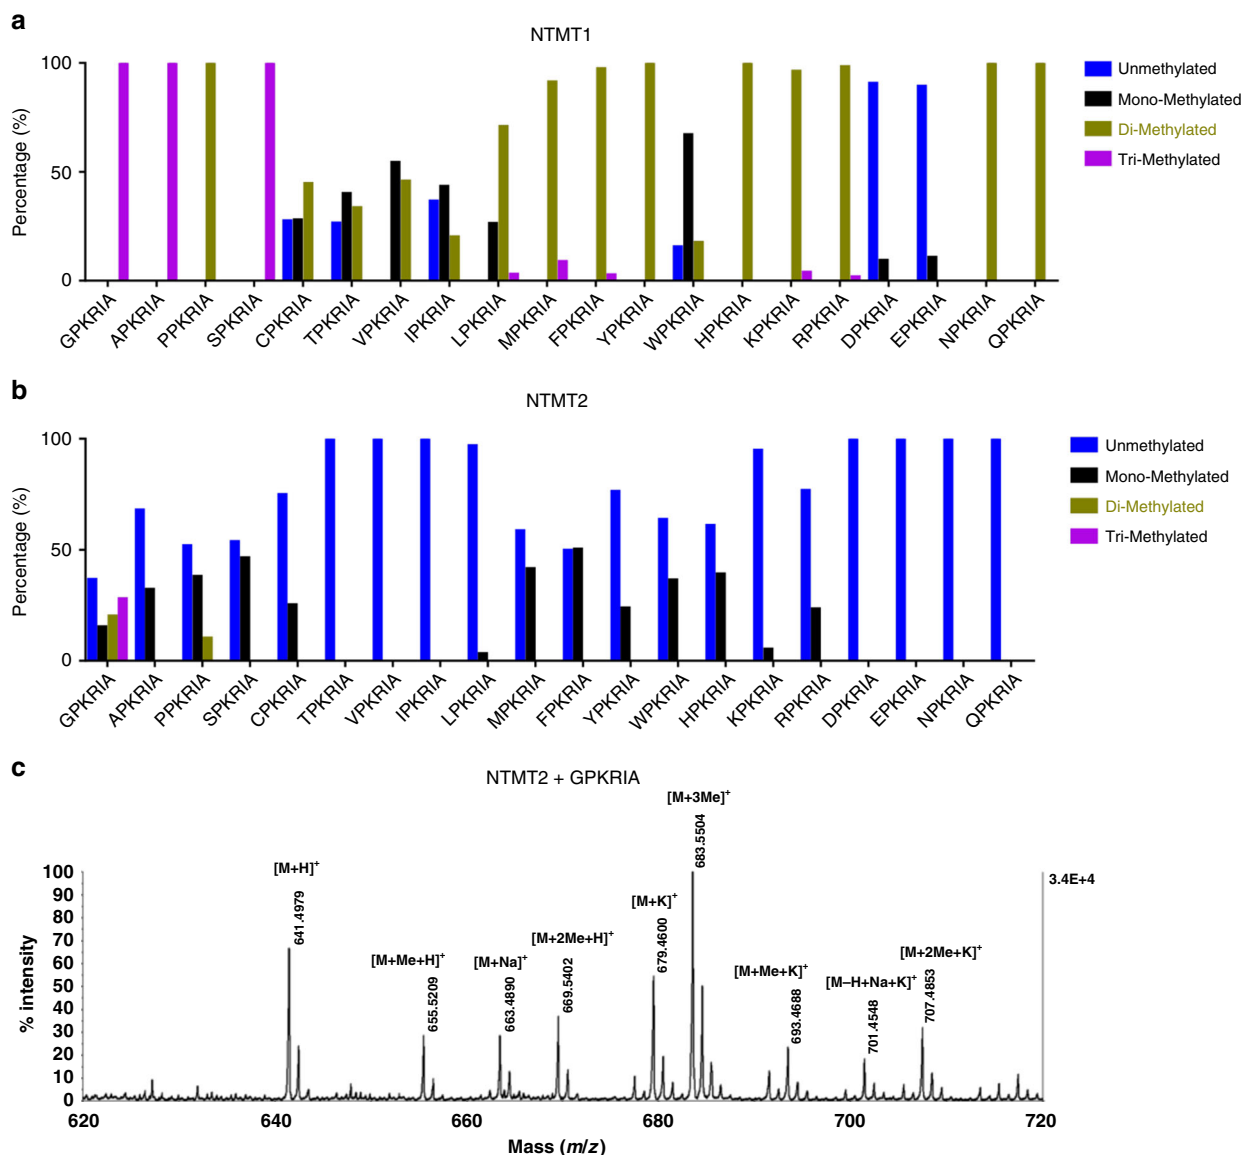 a
NTMT1
Percentage (%)
100
50
0
Unmethylated
Mono-Methylated
Di-Methylated
Tri-Methylated
GPKRIA
APKRIA
PPKRIA
SPKRIA
CPKRIA
TPKRIA
VPKRIA
IPKRIA
LPKRIA
MPKRIA
FPKRIA
YPKRIA
WPKRIA
HPKRIA
KPKRIA
RPKRIA
DPKRIA
EPKRIA
NPKRIA
QPKRIA
b
NTMT2
Percentage (%)
100
50
0
Unmethylated
Mono-Methylated
Di-Methylated
Tri-Methylated
GPKRIA
APKRIA
PPKRIA
SPKRIA
CPKRIA
TPKRIA
VPKRIA
IPKRIA
LPKRIA
MPKRIA
FPKRIA
YPKRIA
WPKRIA
HPKRIA
KPKRIA
RPKRIA
DPKRIA
EPKRIA
NPKRIA
QPKRIA
c
NTMT2 + GPKRIA
% intensity
100
90
80
70
60
50
40
30
20
10
0
[M+H]⁺
641.4979
[M+Me+H]⁺
655.5209
[M+Na]⁺
663.4890
[M+2Me+H]⁺
669.5402
[M+K]⁺
679.4600
[M+3Me]⁺
683.5504
[M+Me+K]⁺
693.4688
[M–H+Na+K]⁺
701.4548
[M+2Me+K]⁺
707.4853
3.4E+4
620
640
660
680
700
720
Mass (m/z)